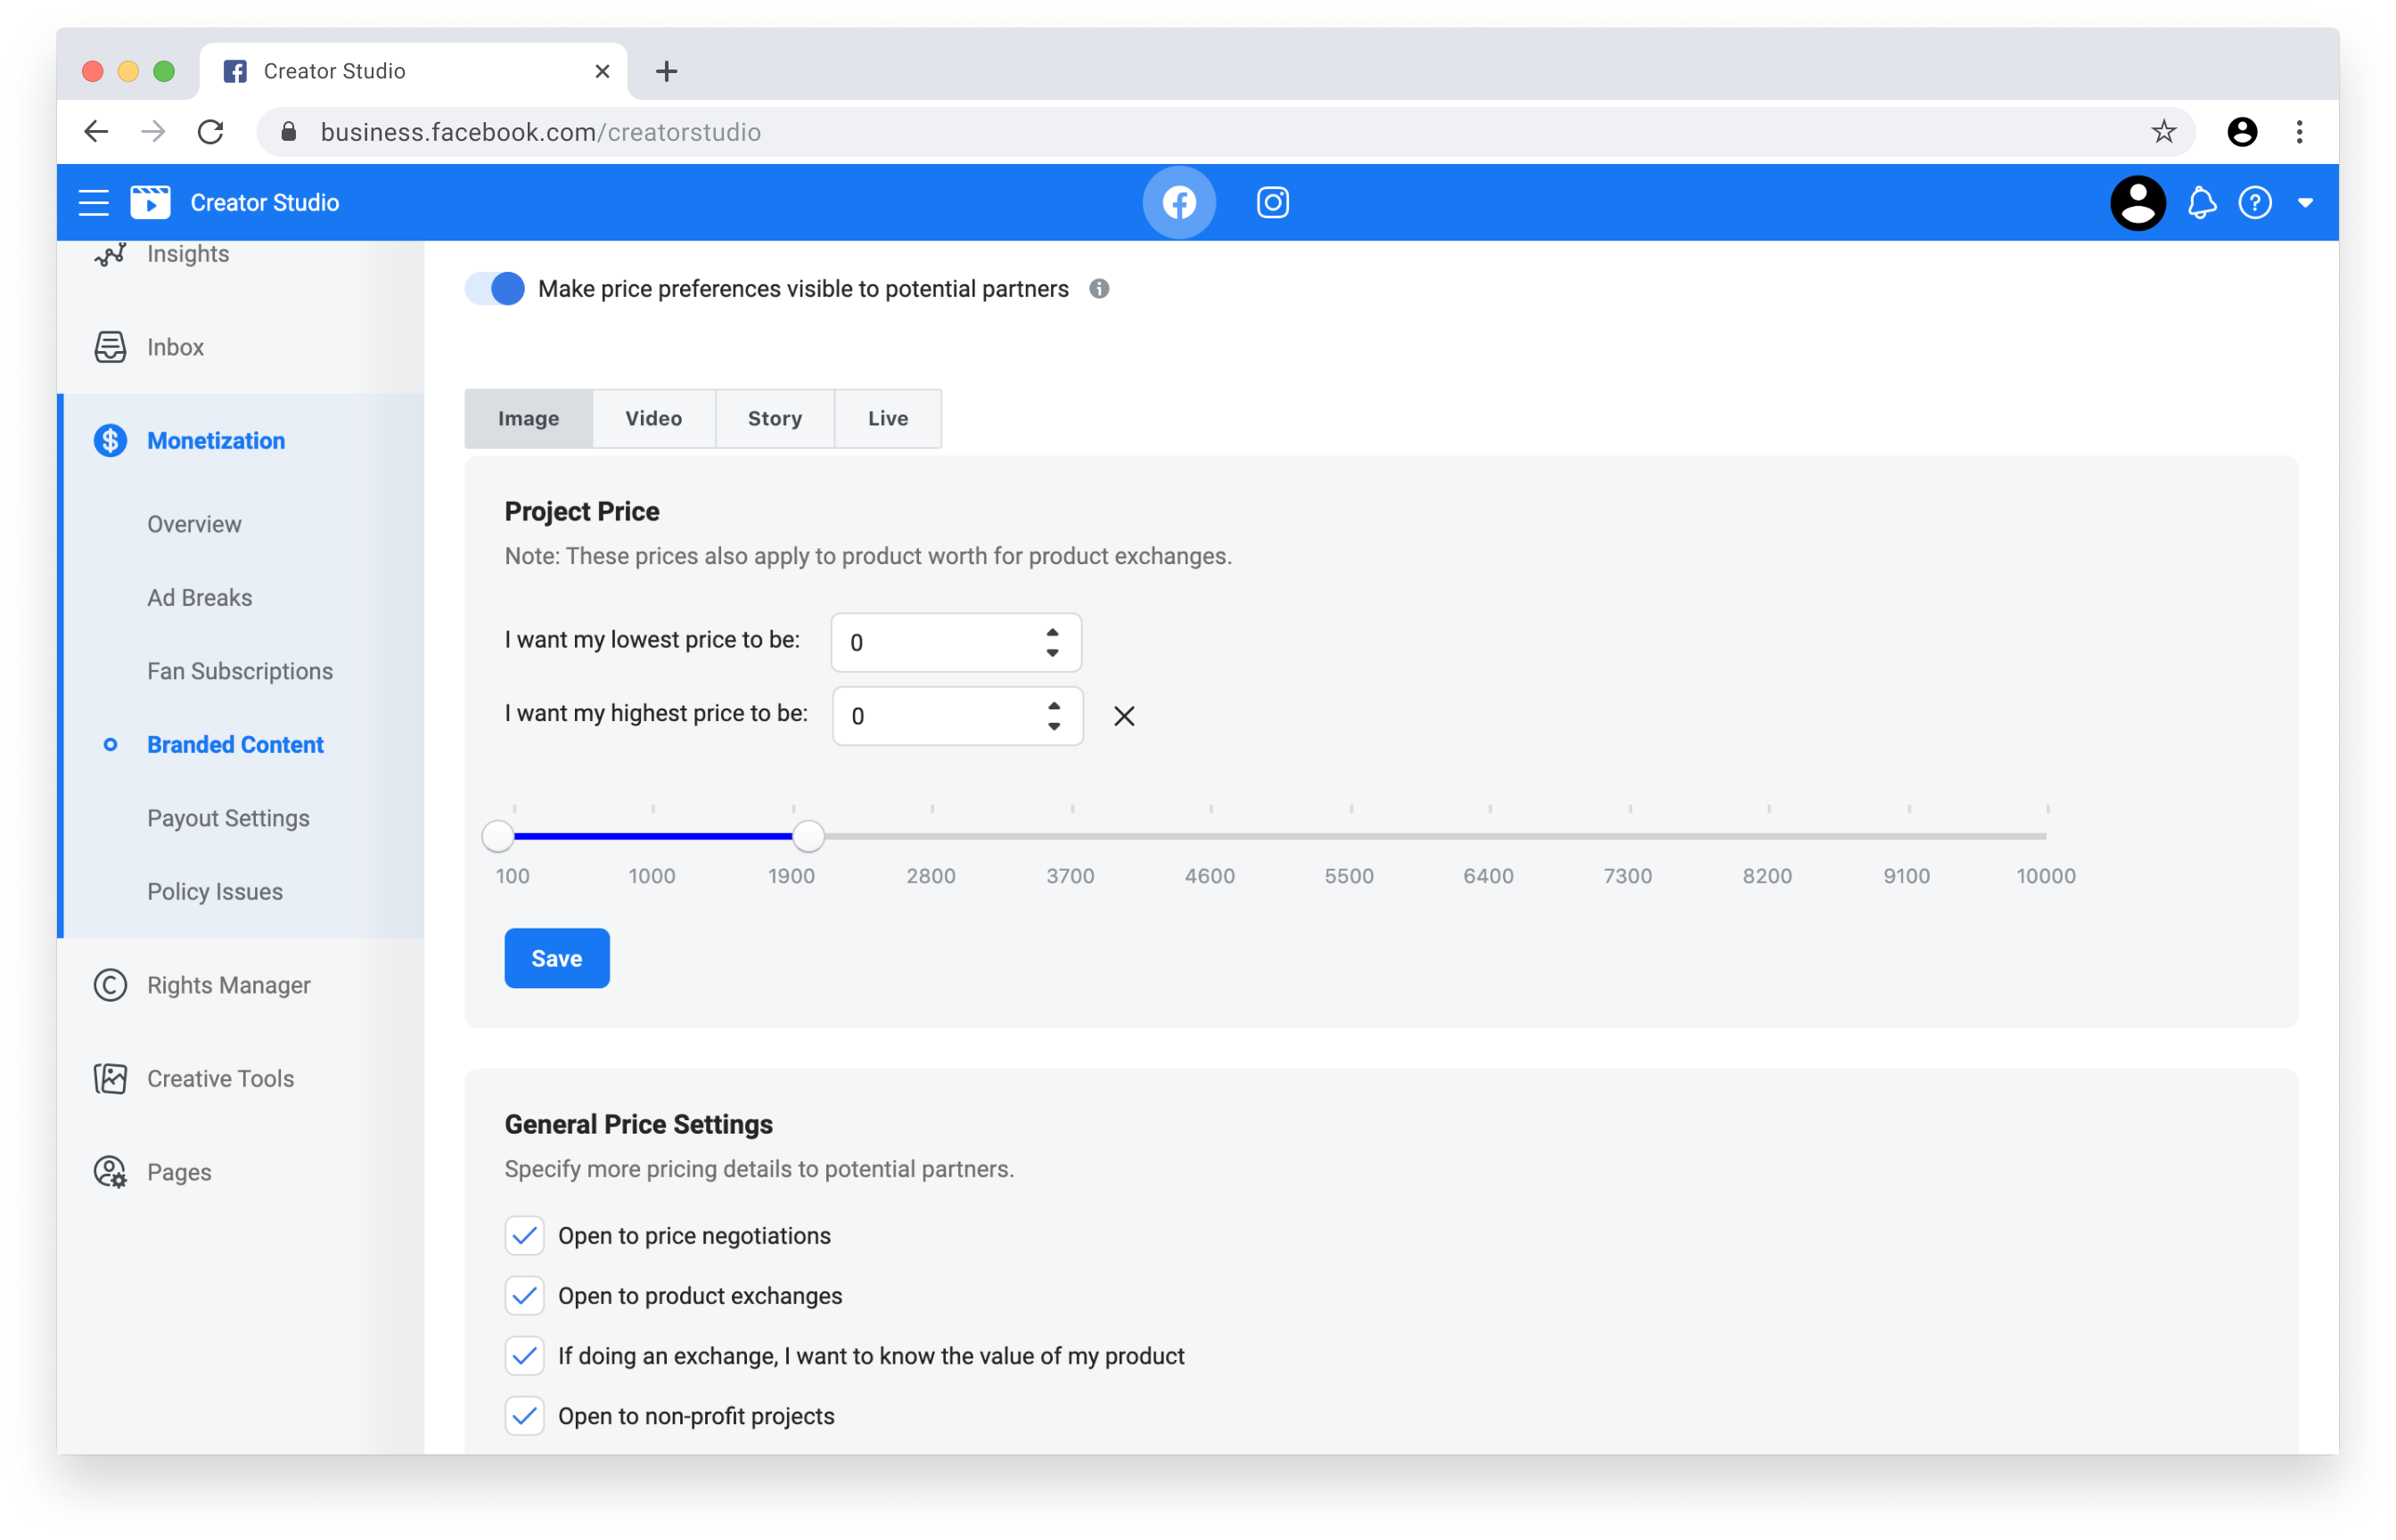 Creator Studio
business.facebook.com/creatorstudio
Creator Studio
Insights
Inbox
Monetization
Overview
Ad Breaks
Fan Subscriptions
Branded Content
Payout Settings
Policy Issues
Rights Manager
Creative Tools
Pages
Make price preferences visible to potential partners
Image Video Story Live
Project Price
Note: These prices also apply to product worth for product exchanges.
I want my lowest price to be: 0
I want my highest price to be: 0
100 1000 1900 2800 3700 4600 5500 6400 7300 8200 9100 10000
Save
General Price Settings
Specify more pricing details to potential partners.
Open to price negotiations
Open to product exchanges
If doing an exchange, I want to know the value of my product
Open to non-profit projects